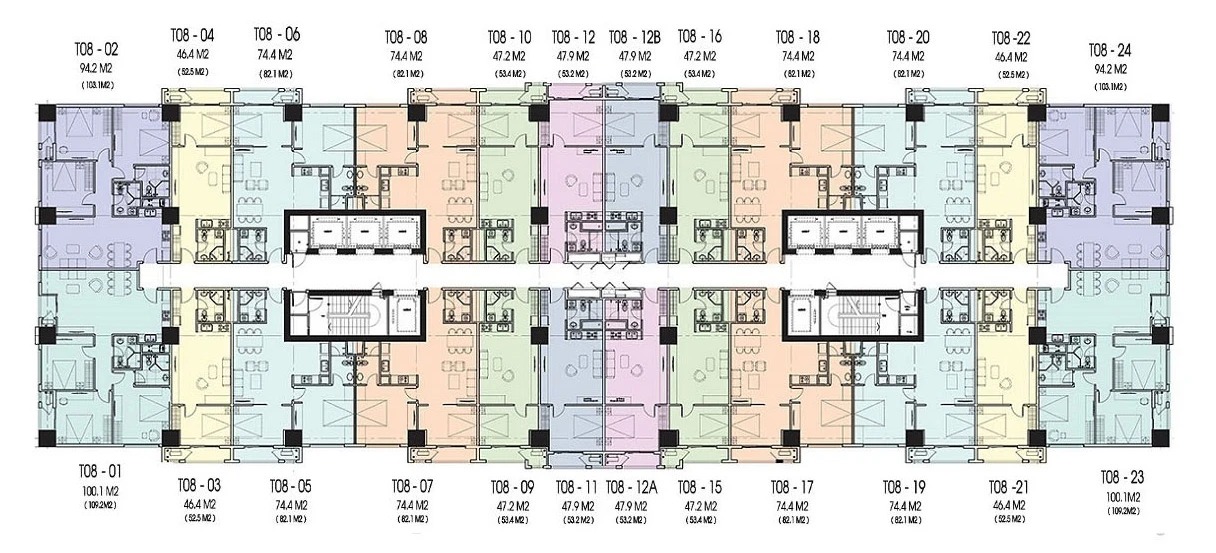 T08 - 02
94.2 M2
(103.1M2)
T08 - 04
46.4 M2
(52.5 M2)
T08 - 06
74.4 M2
(82.1 M2)
T08 - 08
74.4 M2
(82.1 M2)
T08 - 10
47.2 M2
(53.4 M2)
T08 - 12
47.9 M2
(53.2 M2)
T08 - 12B
47.9 M2
(53.2 M2)
T08 - 16
47.2 M2
(53.4 M2)
T08 - 18
74.4 M2
(82.1 M2)
T08 - 20
74.4 M2
(82.1 M2)
T08 -22
46.4 M2
(52.5 M2)
T08 - 24
94.2 M2
(103.1M2)
T08 - 01
100.1 M2
(109.2M2)
T08 - 03
46.4 M2
(52.5 M2)
T08 - 05
74.4 M2
(82.1 M2)
T08 - 07
74.4 M2
(82.1 M2)
T08 - 09
47.2 M2
(53.4 M2)
T08 - 11
47.9 M2
(53.2 M2)
T08 - 12A
47.9 M2
(53.2 M2)
T08 - 15
47.2 M2
(53.4 M2)
T08 - 17
74.4 M2
(82.1 M2)
T08 - 19
74.4 M2
(82.1 M2)
T08 -21
46.4 M2
(52.5 M2)
T08 - 23
100.1M2
(109.2M2)